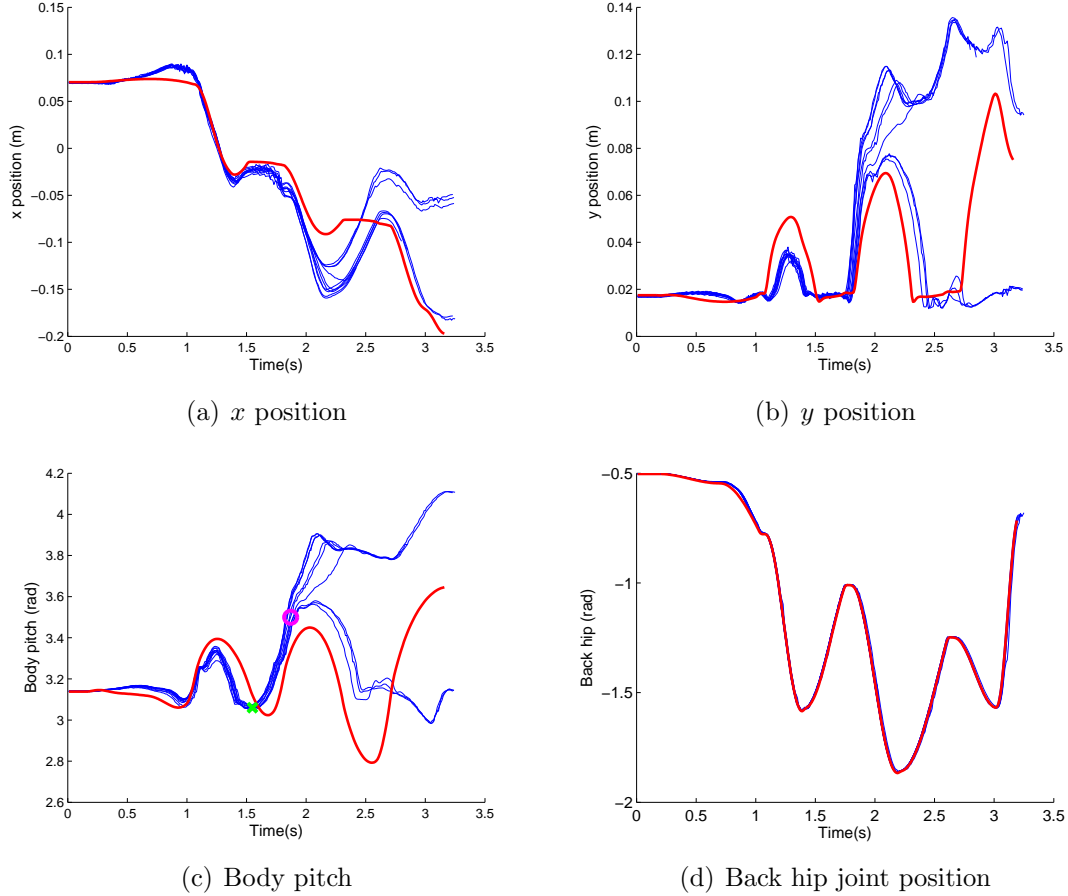 0.15
0.1
0.05
0
−0.05
−0.1
−0.15
−0.2
x position (m)
0 0.5 1 1.5 2 2.5 3 3.5
Time(s)
(a) x position
0.14
0.12
0.1
0.08
0.06
0.04
0.02
0
y position (m)
0 0.5 1 1.5 2 2.5 3 3.5
Time(s)
(b) y position
4.2
4
3.8
3.6
3.4
3.2
3
2.8
2.6
Body pitch (rad)
0 0.5 1 1.5 2 2.5 3 3.5
Time(s)
(c) Body pitch
−0.5
−1
−1.5
−2
Back hip (rad)
0 0.5 1 1.5 2 2.5 3 3.5
Time(s)
(d) Back hip joint position